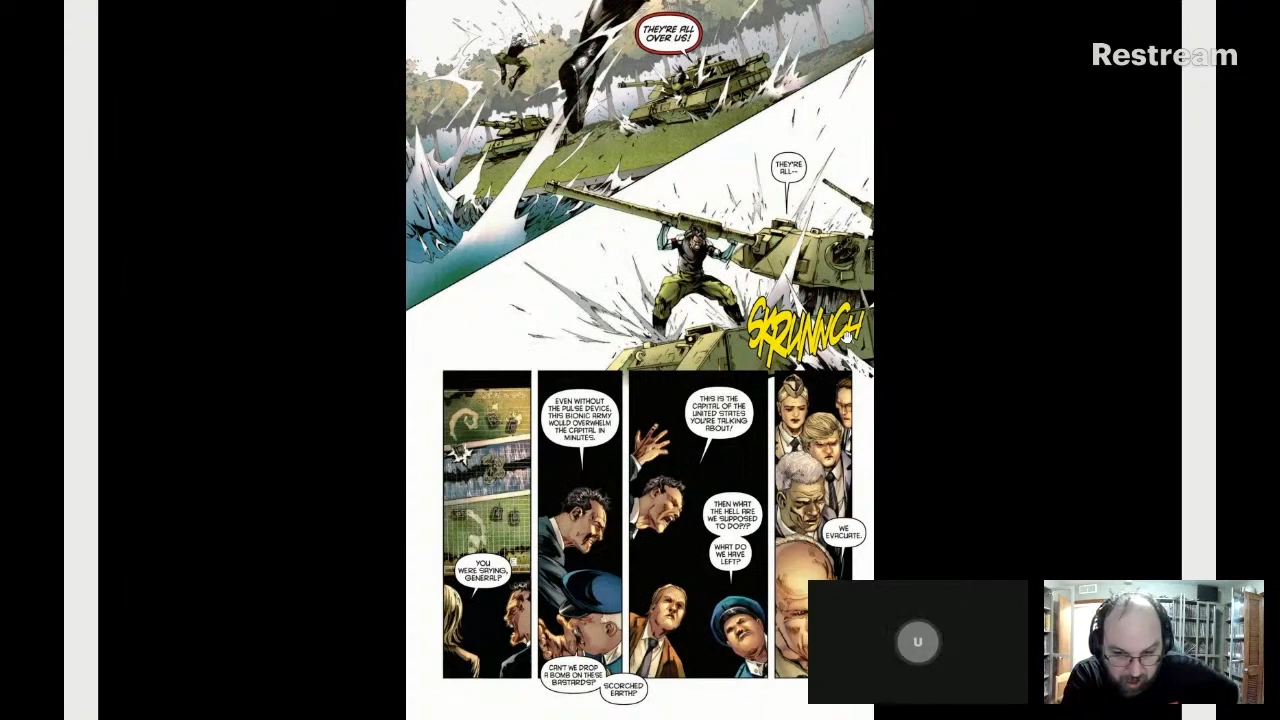 THEY'RE ALL
OVER US!
Restream
THEY'RE
ALL--
SKRUNNCH
YOU
WERE SAYING,
GENERAL?
EVEN WITHOUT
THE PULSE DEVICE,
THIS BIONIC ARMY
WOULD OVERWHELM
THE CAPITAL IN
MINUTES.
CAN'T WE DROP
A BOMB ON THESE
BASTARDS?
SCORCHED
EARTH?
THIS IS THE
CAPITAL OF THE
UNITED STATES
YOU'RE TALKING
ABOUT!
THEN WHAT
THE HELL ARE
WE SUPPOSED
TO DO???
WHAT DO
WE HAVE
LEFT?
WE
EVACUATE.
U